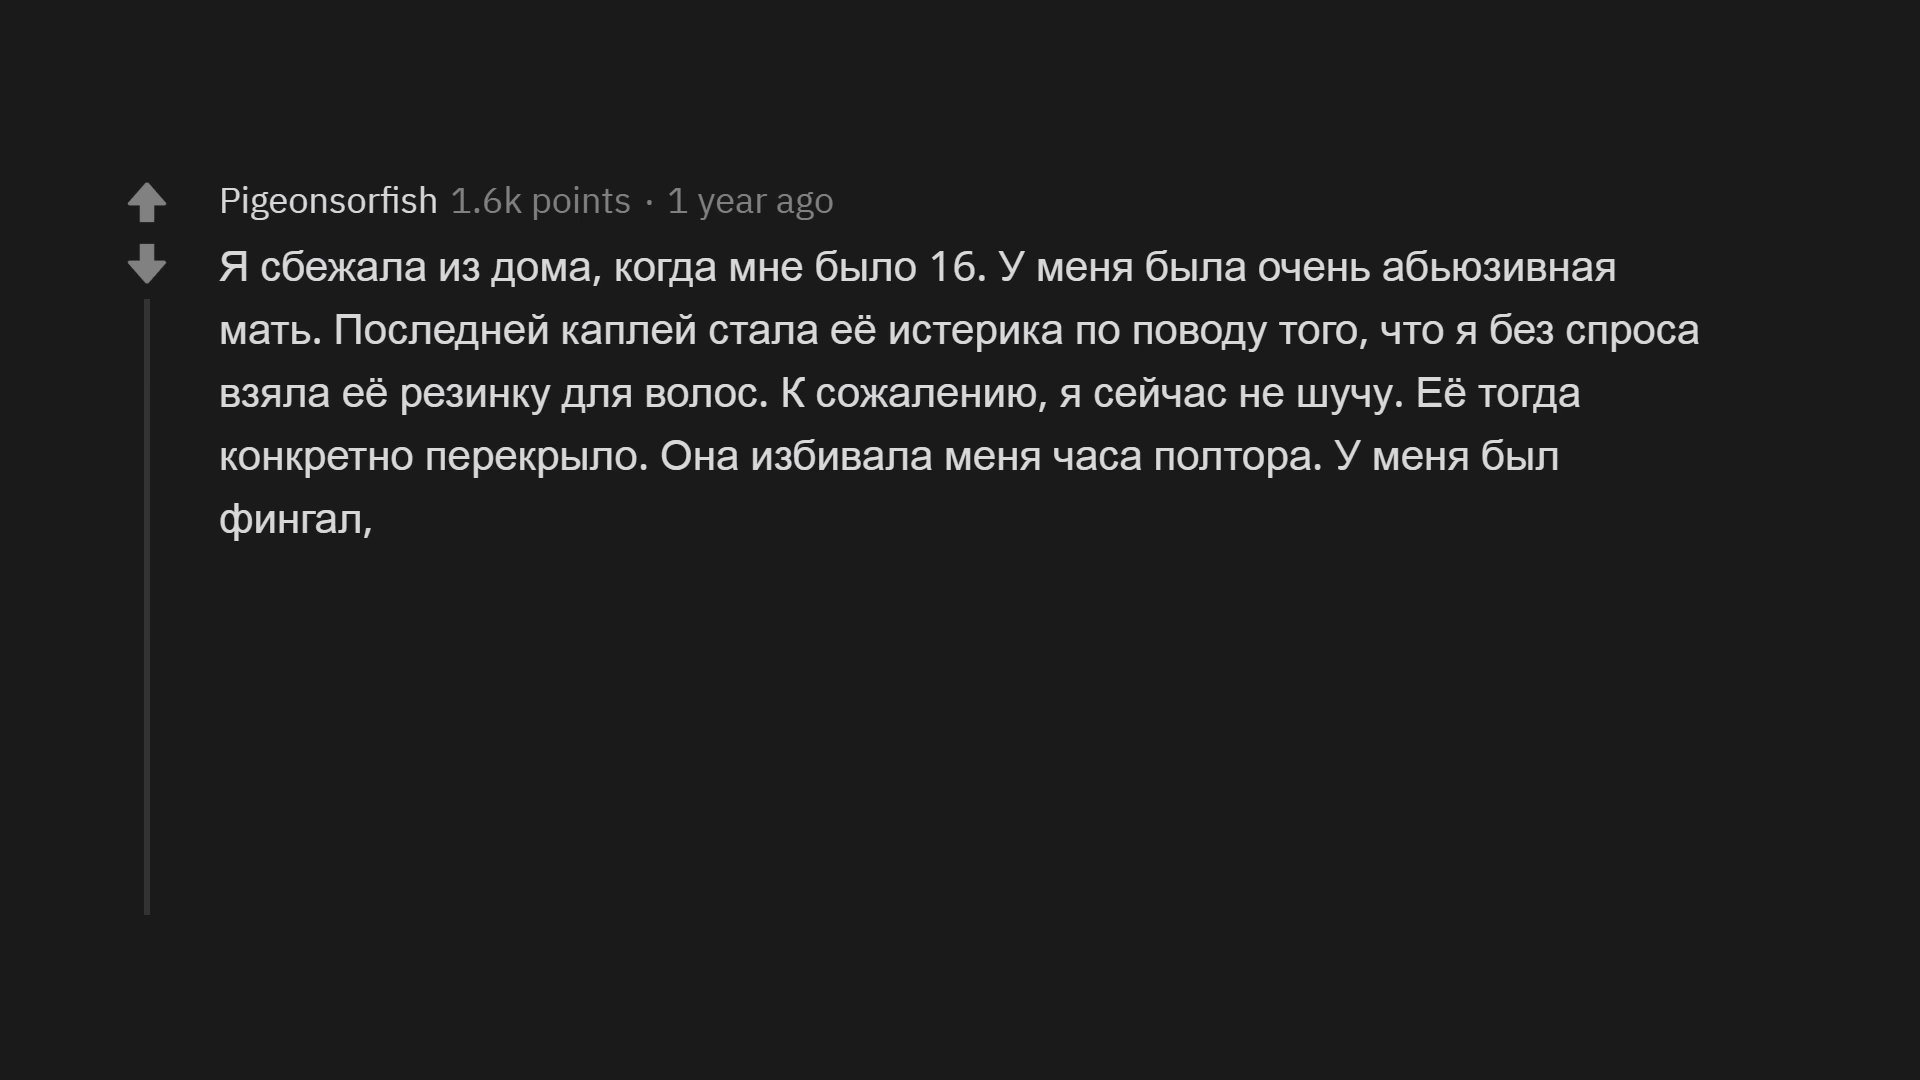 Pigeonsorfish 1.6k points · 1 year ago
Я сбежала из дома, когда мне было 16. У меня была очень абьюзивная
мать. Последней каплей стала её истерика по поводу того, что я без спроса
взяла её резинку для волос. К сожалению, я сейчас не шучу. Её тогда
конкретно перекрыло. Она избивала меня часа полтора. У меня был
фингал,